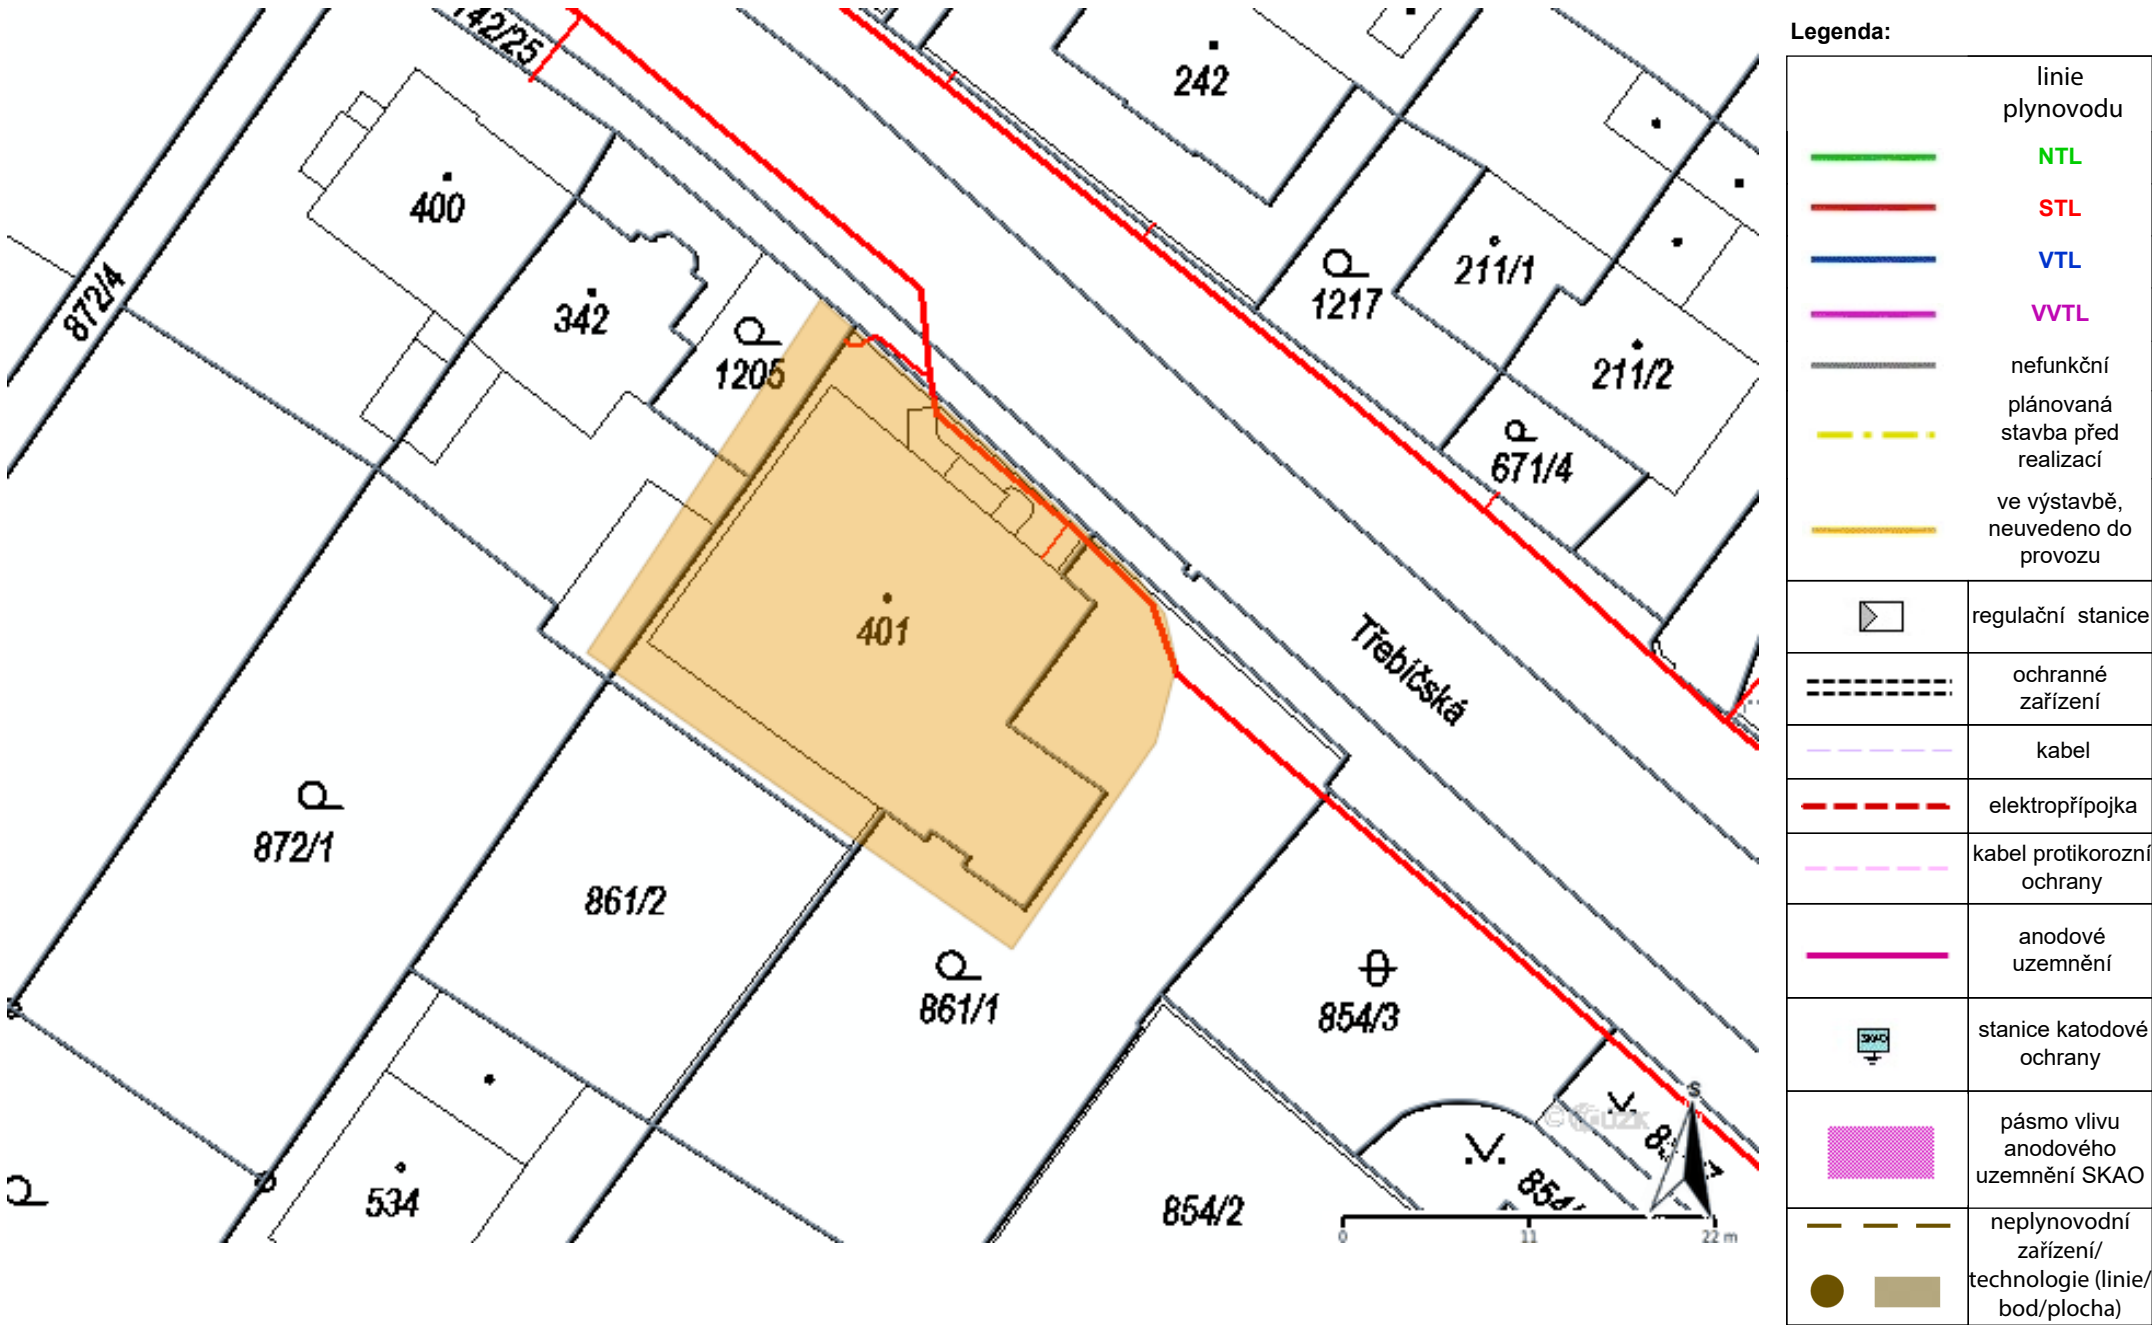 142/25
242
400
872/4
342
1205
1217
211/1
211/2
671/4
401
Třebíčská
872/1
861/2
861/1
854/3
534
854/2
854/
S
0
11
22 m
Legenda:
linie
plynovodu
NTL
STL
VTL
VVTL
nefunkční
plánovaná
stavba před
realizací
ve výstavbě,
neuvedeno do
provozu
regulační stanice
ochranné
zařízení
kabel
elektropřípojka
kabel protikorozní
ochrany
anodové
uzemnění
SKAO
stanice katodové
ochrany
pásmo vlivu
anodového
uzemnění SKAO
neplynovodní
zařízení/
technologie (linie/
bod/plocha)